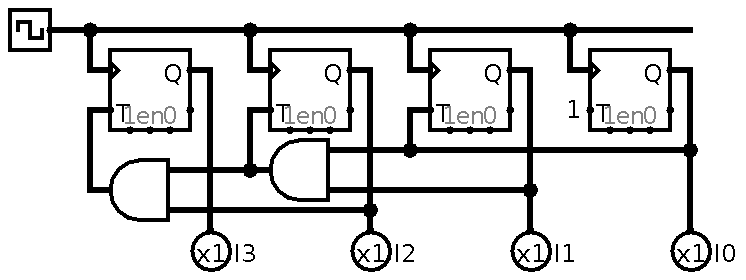 Q Q Q Q
T 1en0 T 1en0 T 1en0 1 T 1en0
x1 I3 x1 I2 x1 I1 x1 I0